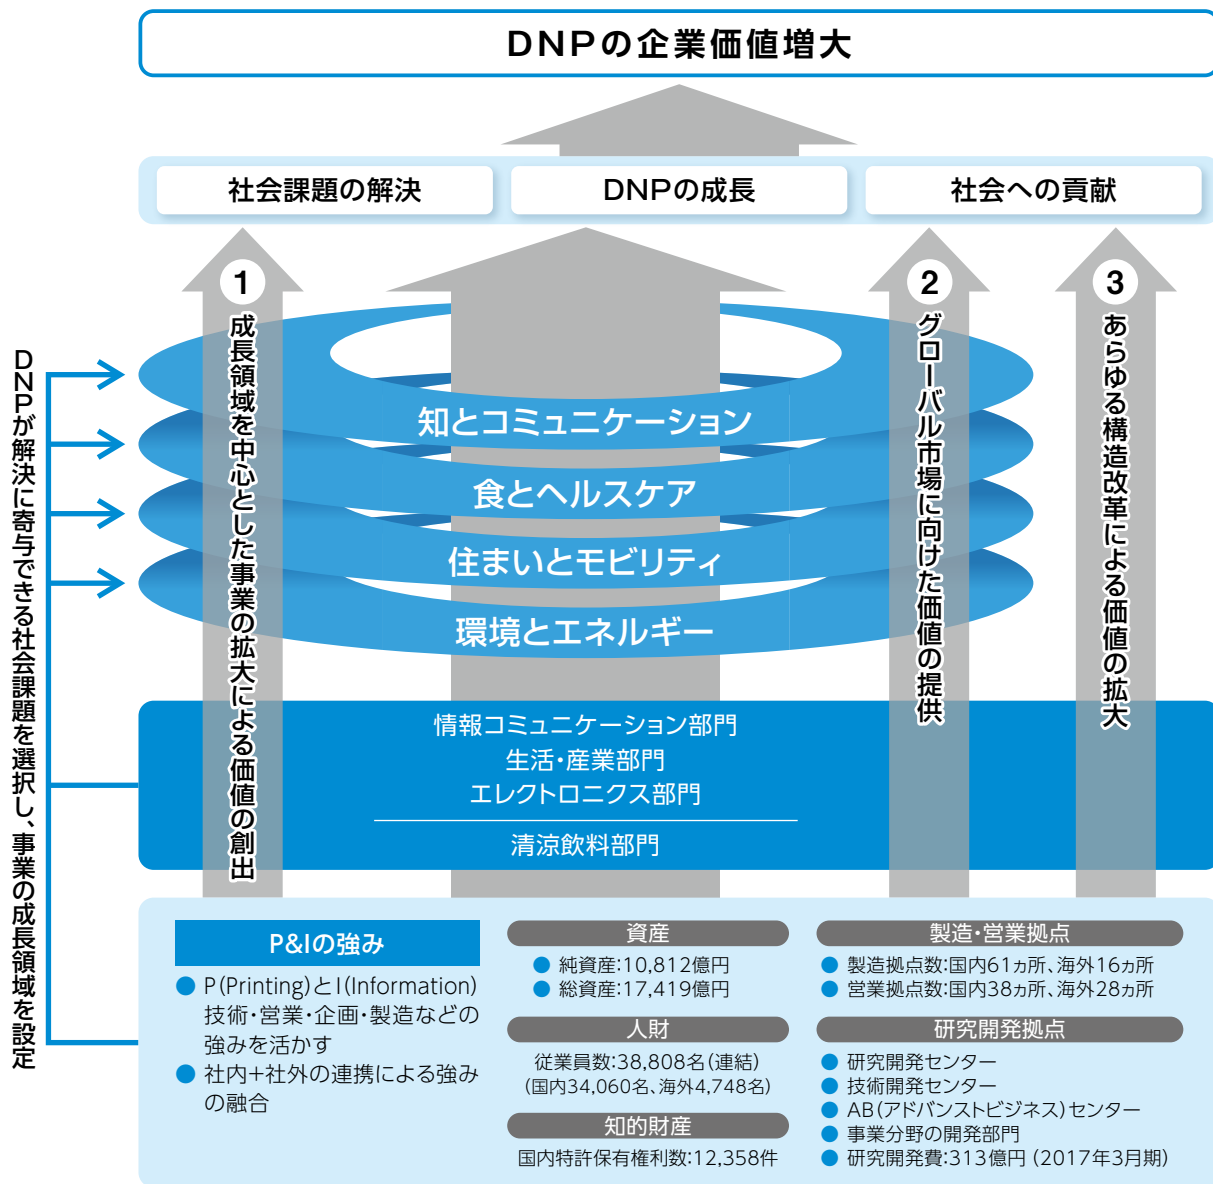 DNPの企業価値増大
社会課題の解決
DNPの成長
社会への貢献
1
成長領域を中心とした事業の拡大による価値の創出
2
グローバル市場に向けた価値の提供
3
あらゆる構造改革による価値の拡大
DNPが解決に寄与できる社会課題を選択し、事業の成長領域を設定
知とコミュニケーション
食とヘルスケア
住まいとモビリティ
環境とエネルギー
情報コミュニケーション部門
生活・産業部門
エレクトロニクス部門
清涼飲料部門
P&Iの強み
● P(Printing)とI(Information)
技術・営業・企画・製造などの
強みを活かす
● 社内+社外の連携による強み
の融合
資産
● 純資産:10,812億円
● 総資産:17,419億円
人財
従業員数:38,808名(連結)
(国内34,060名、海外4,748名)
知的財産
国内特許保有権利数:12,358件
製造・営業拠点
● 製造拠点数:国内61ヵ所、海外16ヵ所
● 営業拠点数:国内38ヵ所、海外28ヵ所
研究開発拠点
● 研究開発センター
● 技術開発センター
● AB(アドバンストビジネス)センター
● 事業分野の開発部門
● 研究開発費:313億円 (2017年3月期)